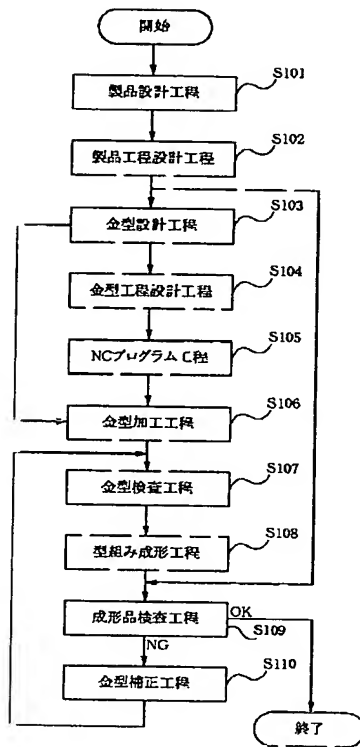 開始
製品設計工程
S101
製品工程設計工程
S102
金型設計工程
S103
金型工程設計工程
S104
NCプログラム工程
S105
金型加工工程
S106
金型検査工程
S107
型組み成形工程
S108
成形品検査工程
OK
S109
NG
金型補正工程
S110
終了